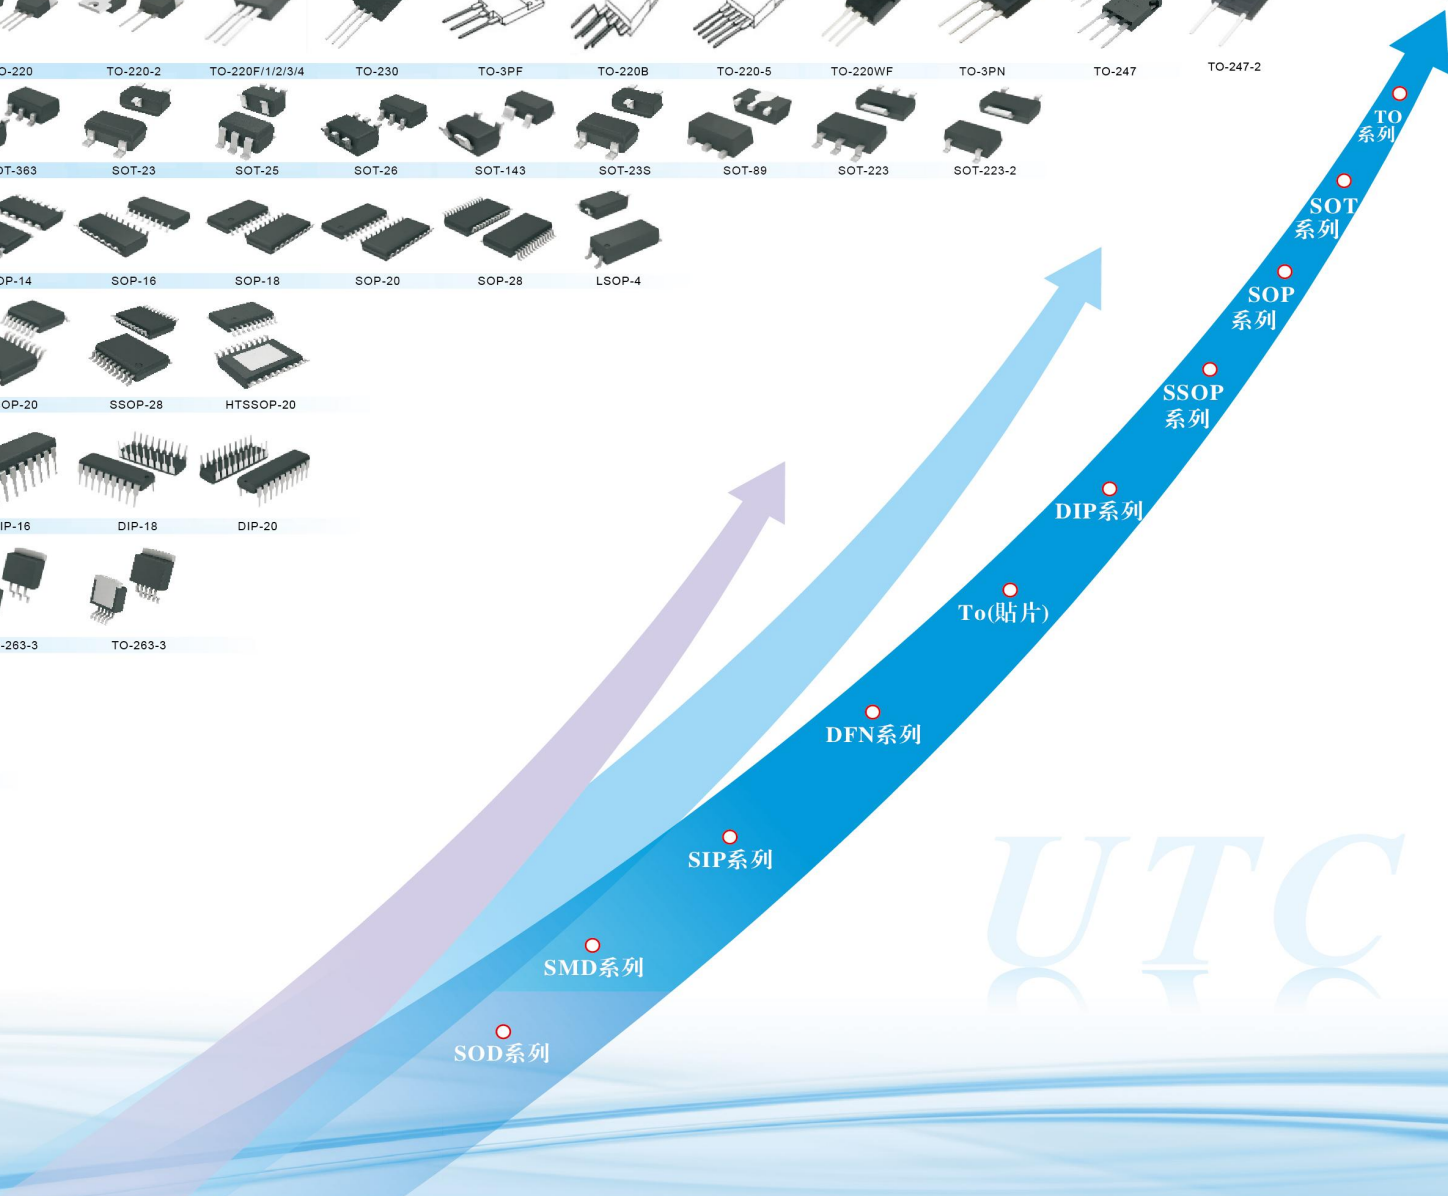 O-220 TO-220-2 TO-220F/1/2/3/4 TO-230 TO-3PF TO-220B TO-220-5 TO-220WF TO-3PN TO-247 TO-247-2
OT-363 SOT-23 SOT-25 SOT-26 SOT-143 SOT-23S SOT-89 SOT-223 SOT-223-2
OP-14 SOP-16 SOP-18 SOP-20 SOP-28 LSOP-4
OP-20 SSOP-28 HTSSOP-20
IP-16 DIP-18 DIP-20
-263-3 TO-263-3
TO
系列
SOT
系列
SOP
系列
SSOP
系列
DIP系列
To(貼片)
DFN系列
SIP系列
SMD系列
SOD系列
UTC